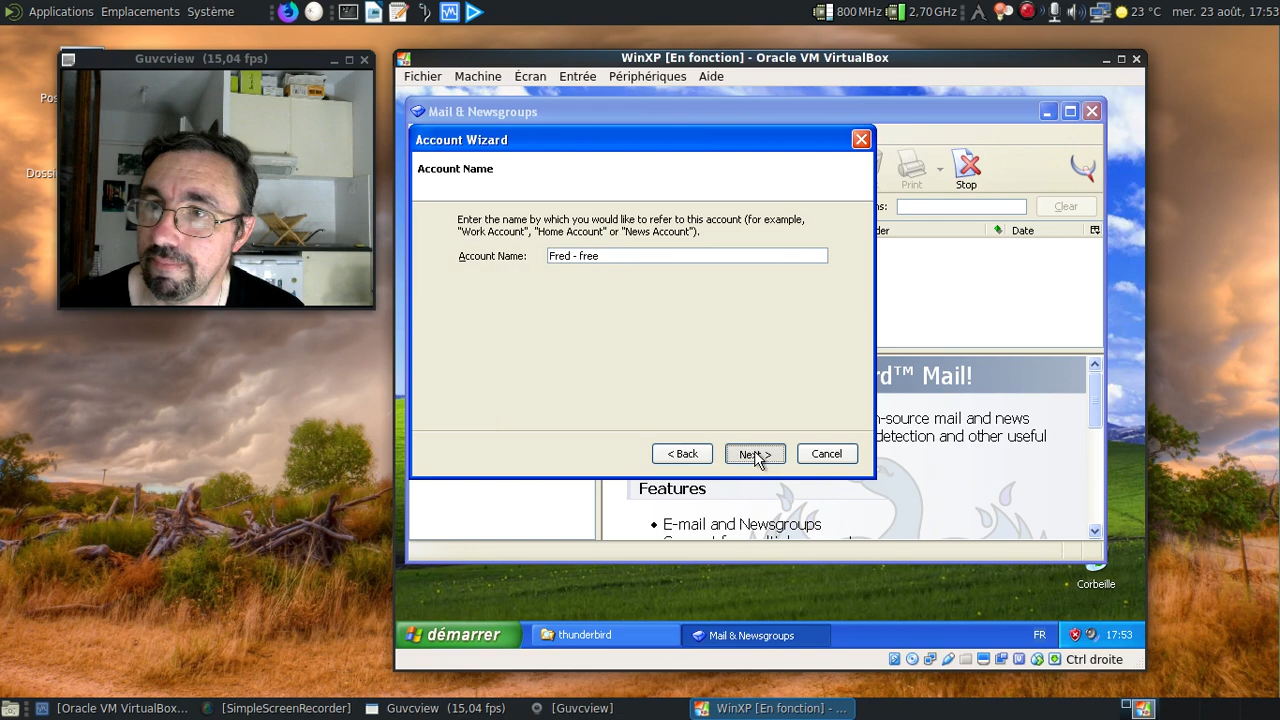 Applications Emplacements Système
800 MHz 2,70 GHz 23 °C mer. 23 août, 17:53
Guvcview (15,04 fps)
WinXP [En fonction] - Oracle VM VirtualBox
Fichier Machine Écran Entrée Périphériques Aide
Mail & Newsgroups
Account Wizard
Account Name
Print
Stop
Enter the name by which you would like to refer to this account (for example,
"Work Account", "Home Account" or "News Account").
Clear
Date
Account Name: Fred - free
rd™ Mail!
n-source mail and news
detection and other useful
< Back Next > Cancel
Features
E-mail and Newsgroups
Corbeille
démarrer thunderbird Mail & Newsgroups FR 17:53
Ctrl droite
[Oracle VM VirtualBox... [SimpleScreenRecorder] Guvcview (15,04 fps) [Guvcview] WinXP [En fonction] - ...